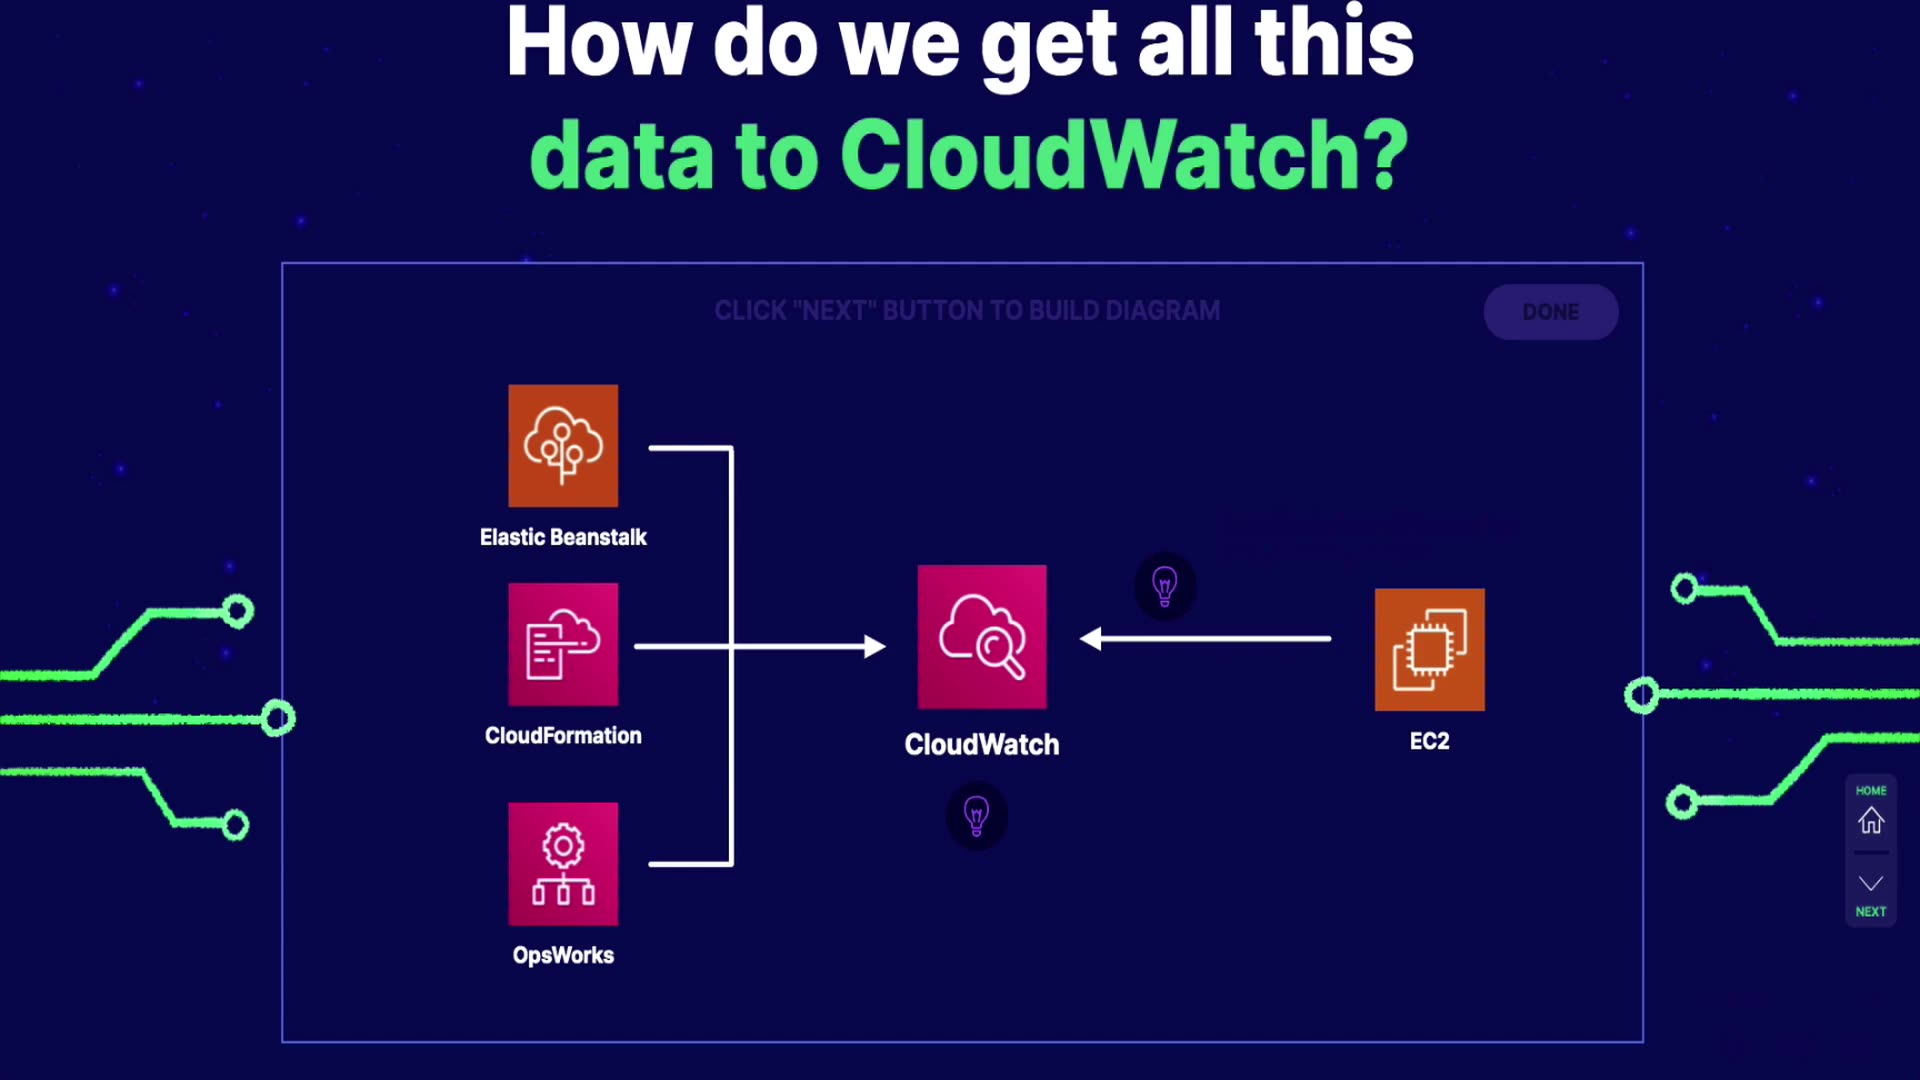 How do we get all this
data to CloudWatch?
CLICK "NEXT" BUTTON TO BUILD DIAGRAM
DONE
Elastic Beanstalk
CloudFormation
OpsWorks
CloudWatch
EC2
HOME
NEXT